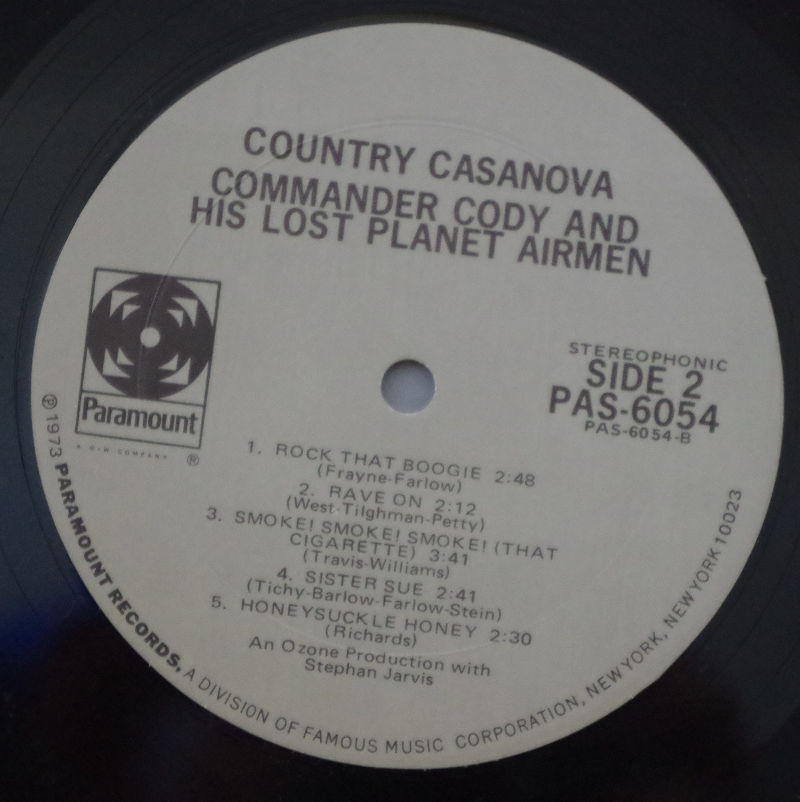 COUNTRY CASANOVA
COMMANDER CODY AND
HIS LOST PLANET AIRMEN
Paramount
A G+W COMPANY
®
STEREOPHONIC
SIDE 2
PAS-6054
PAS-6054-B
1. ROCK THAT BOOGIE 2:48
(Frayne-Farlow)
2. RAVE ON 2:12
(West-Tilghman-Petty)
3. SMOKE! SMOKE! SMOKE! (THAT
CIGARETTE) 3:41
(Travis-Williams)
4. SISTER SUE 2:41
(Tichy-Barlow-Farlow-Stein)
5. HONEYSUCKLE HONEY 2:30
(Richards)
An Ozone Production with
Stephan Jarvis
℗1973 PARAMOUNT RECORDS, A DIVISION OF FAMOUS MUSIC CORPORATION, NEW YORK, NEW YORK 10023